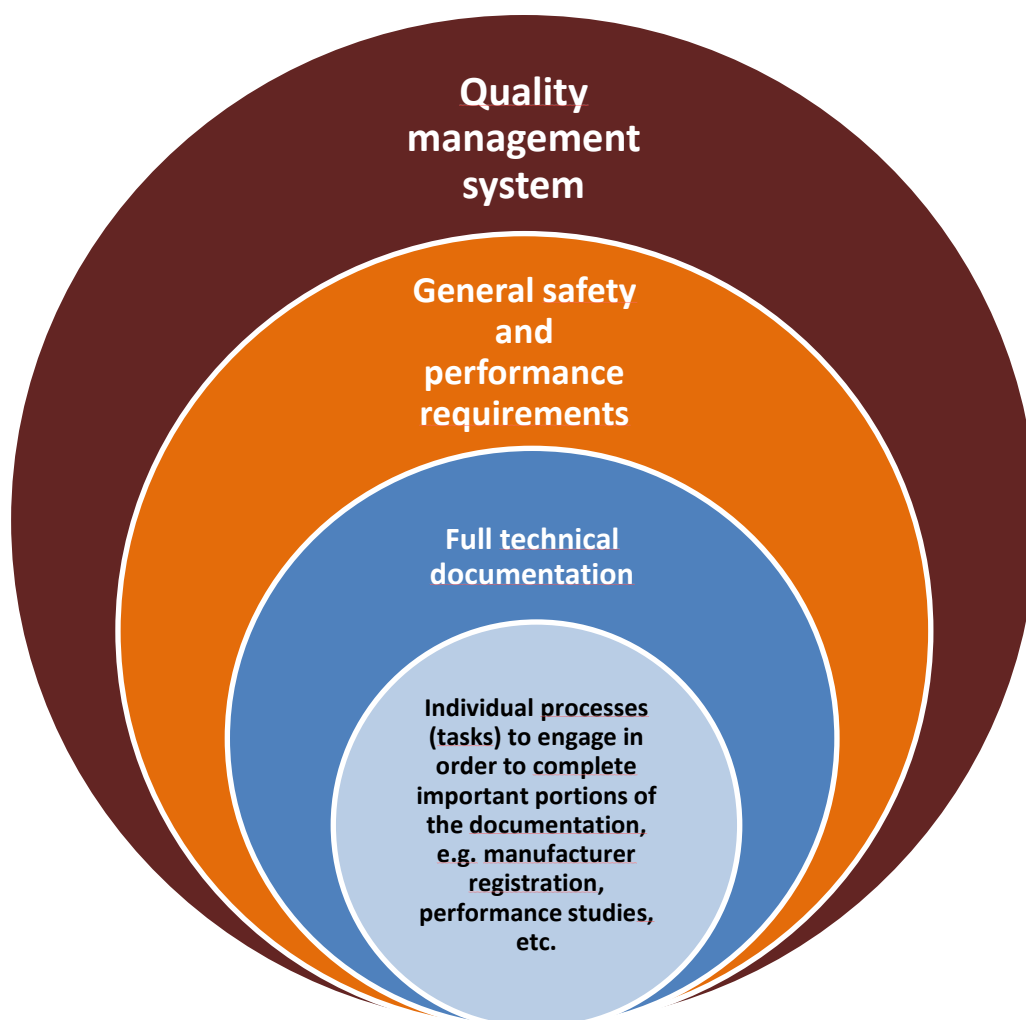 Quality
management
system
General safety
and
performance
requirements
Full technical
documentation
Individual processes
(tasks) to engage in
order to complete
important portions of
the documentation,
e.g. manufacturer
registration,
performance studies,
etc.